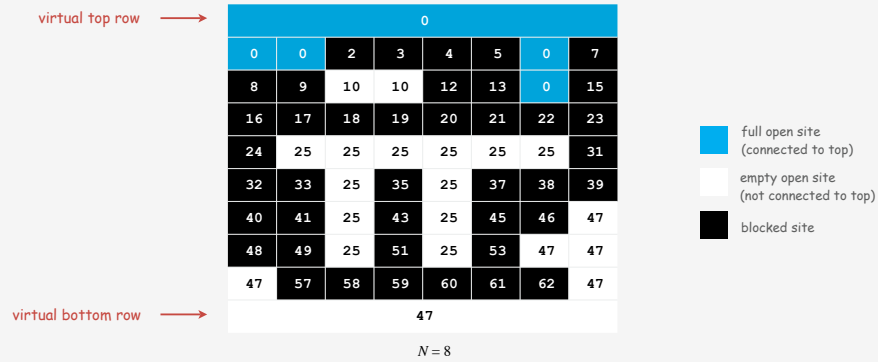 virtual top row
0
0 0 2 3 4 5 0 7
8 9 10 10 12 13 0 15
16 17 18 19 20 21 22 23
24 25 25 25 25 25 25 31
32 33 25 35 25 37 38 39
40 41 25 43 25 45 46 47
48 49 25 51 25 53 47 47
47 57 58 59 60 61 62 47
virtual bottom row
47
N = 8
full open site
(connected to top)
empty open site
(not connected to top)
blocked site